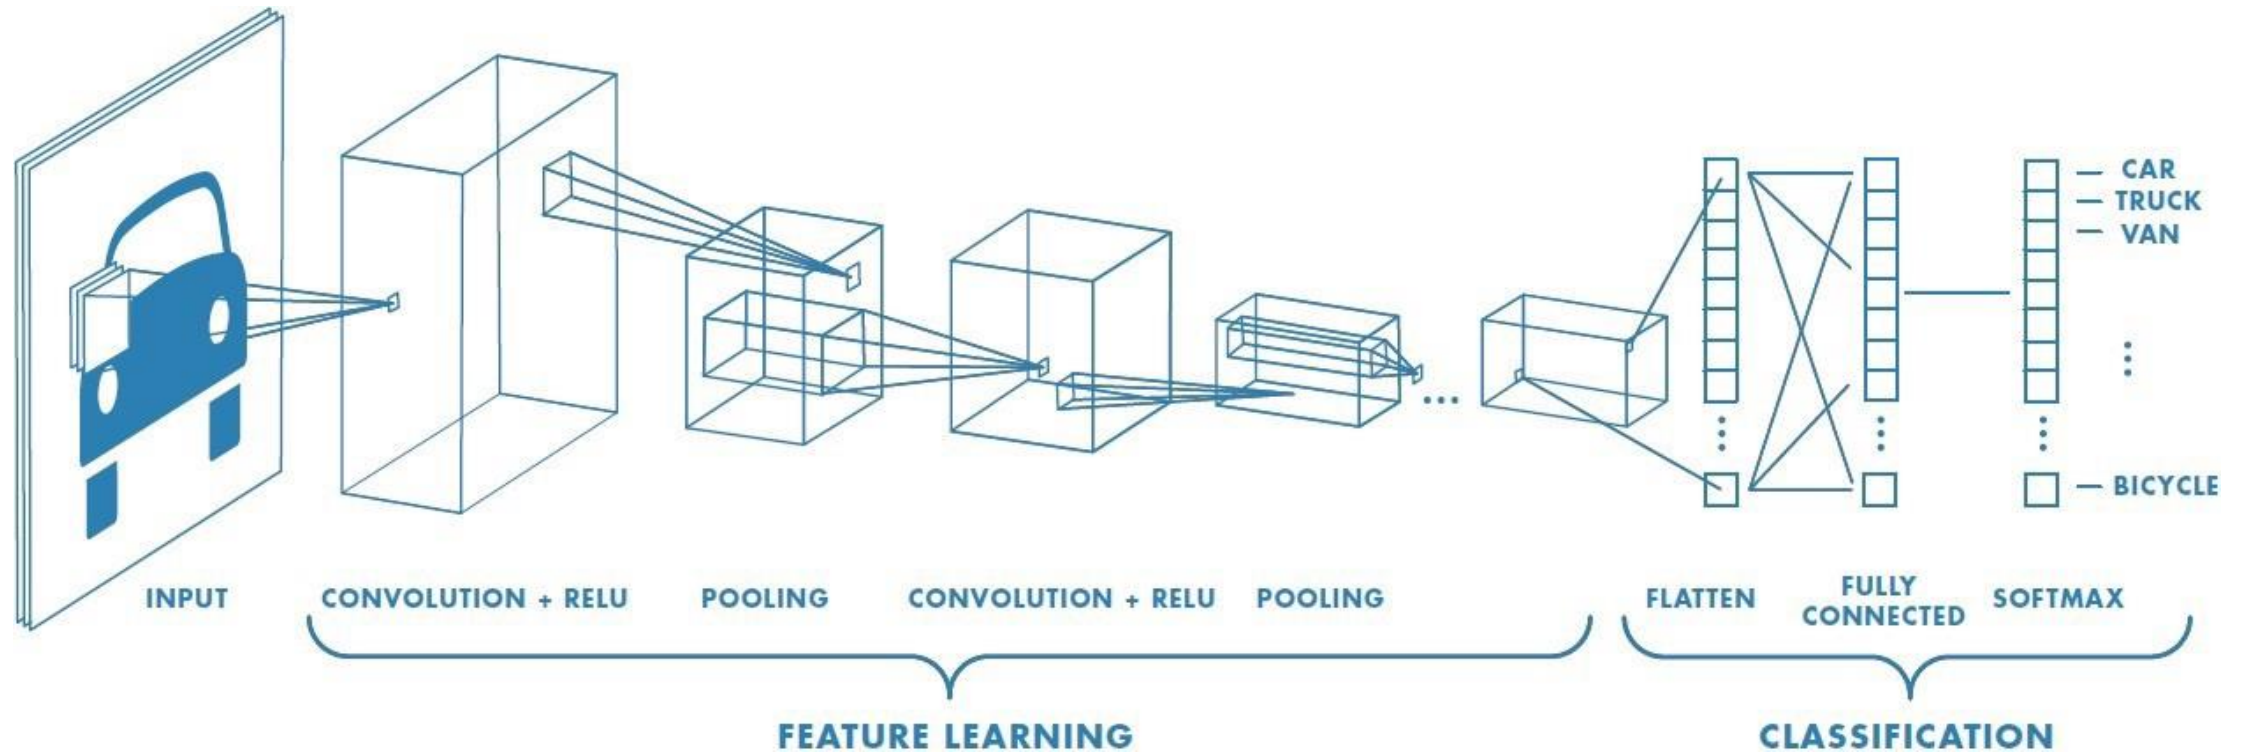 CAR
TRUCK
VAN
BICYCLE
INPUT
CONVOLUTION + RELU
POOLING
CONVOLUTION + RELU
POOLING
FLATTEN
FULLY
CONNECTED
SOFTMAX
FEATURE LEARNING
CLASSIFICATION